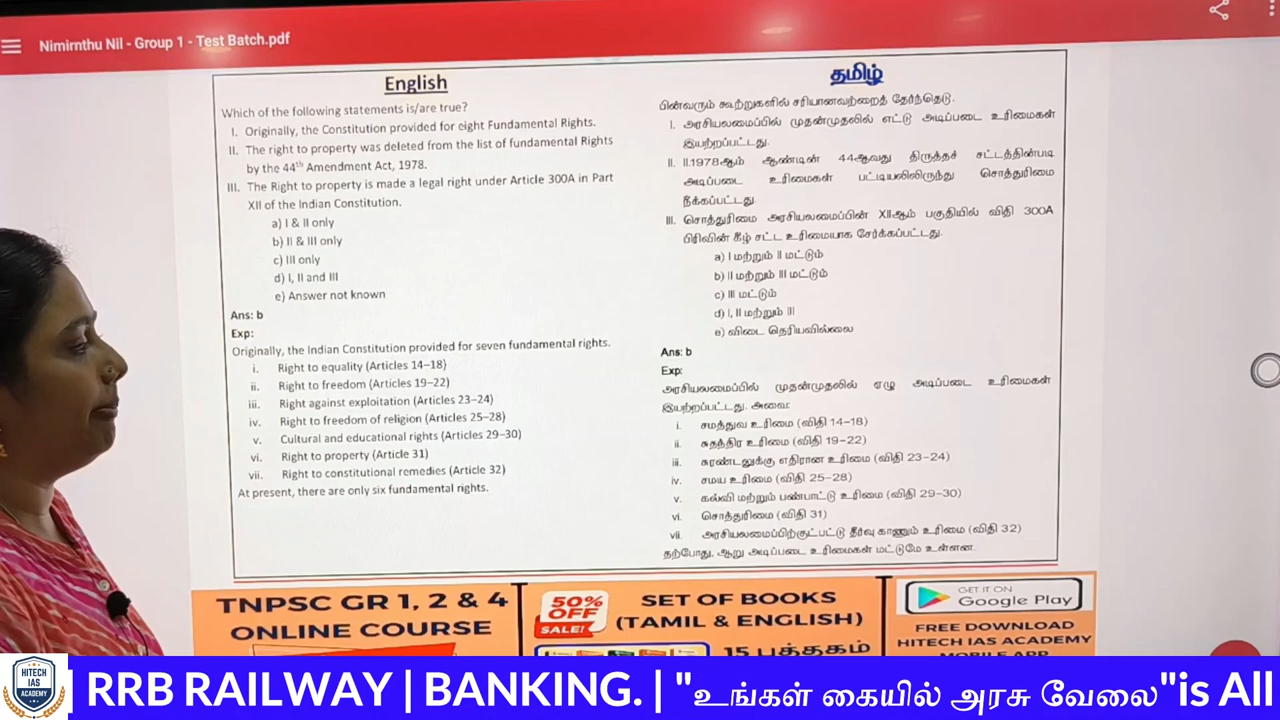 Nimirnthu Nil - Group 1 - Test Batch.pdf
English
Which of the following statements is/are true?
I. Originally, the Constitution provided for eight Fundamental Rights.
II. The right to property was deleted from the list of fundamental Rights
by the 44th Amendment Act, 1978.
III. The Right to property is made a legal right under Article 300A in Part
XII of the Indian Constitution.
a) I & II only
b) II & III only
c) III only
d) I, II and III
e) Answer not known
Ans: b
Exp:
Originally, the Indian Constitution provided for seven fundamental rights.
i. Right to equality (Articles 14–18)
ii. Right to freedom (Articles 19–22)
iii. Right against exploitation (Articles 23–24)
iv. Right to freedom of religion (Articles 25–28)
v. Cultural and educational rights (Articles 29–30)
vi. Right to property (Article 31)
vii. Right to constitutional remedies (Article 32)
At present, there are only six fundamental rights.
தமிழ்
பின்வரும் கூற்றுகளில் சரியானவற்றைத் தேர்ந்தெடு.
I. அரசியலமைப்பில் முதன்முதலில் எட்டு அடிப்படை உரிமைகள்
இயற்றப்பட்டது.
II. II.1978ஆம் ஆண்டின் 44ஆவது திருத்தச் சட்டத்தின்படி
அடிப்படை உரிமைகள் பட்டியலிலிருந்து சொத்துரிமை
நீக்கப்பட்டது.
III. சொத்துரிமை அரசியலமைப்பின் XIIஆம் பகுதியில் விதி 300A
பிரிவின் கீழ் சட்ட உரிமையாக சேர்க்கப்பட்டது.
a) I மற்றும் II மட்டும்
b) II மற்றும் III மட்டும்
c) III மட்டும்
d) I, II மற்றும் III
e) விடை தெரியவில்லை
Ans: b
Exp:
அரசியலமைப்பில் முதன்முதலில் ஏழு அடிப்படை உரிமைகள்
இயற்றப்பட்டது. அவை:
i. சமத்துவ உரிமை (விதி 14–18)
ii. சுதந்திர உரிமை (விதி 19–22)
iii. சுரண்டலுக்கு எதிரான உரிமை (விதி 23–24)
iv. சமய உரிமை (விதி 25–28)
v. கல்வி மற்றும் பண்பாட்டு உரிமை (விதி 29–30)
vi. சொத்துரிமை (விதி 31)
vii. அரசியலமைப்பிற்குட்பட்டு தீர்வு காணும் உரிமை (விதி 32)
தற்போது, ஆறு அடிப்படை உரிமைகள் மட்டுமே உள்ளன.
TNPSC GR 1, 2 & 4
ONLINE COURSE
50%
OFF
SALE!
SET OF BOOKS
(TAMIL & ENGLISH)
15 புத்தகம்
GET IT ON
Google Play
FREE DOWNLOAD
HITECH IAS ACADEMY
MOBILE APP
HITECH
IAS
ACADEMY
RRB RAILWAY | BANKING. | "உங்கள் கையில் அரசு வேலை"is All